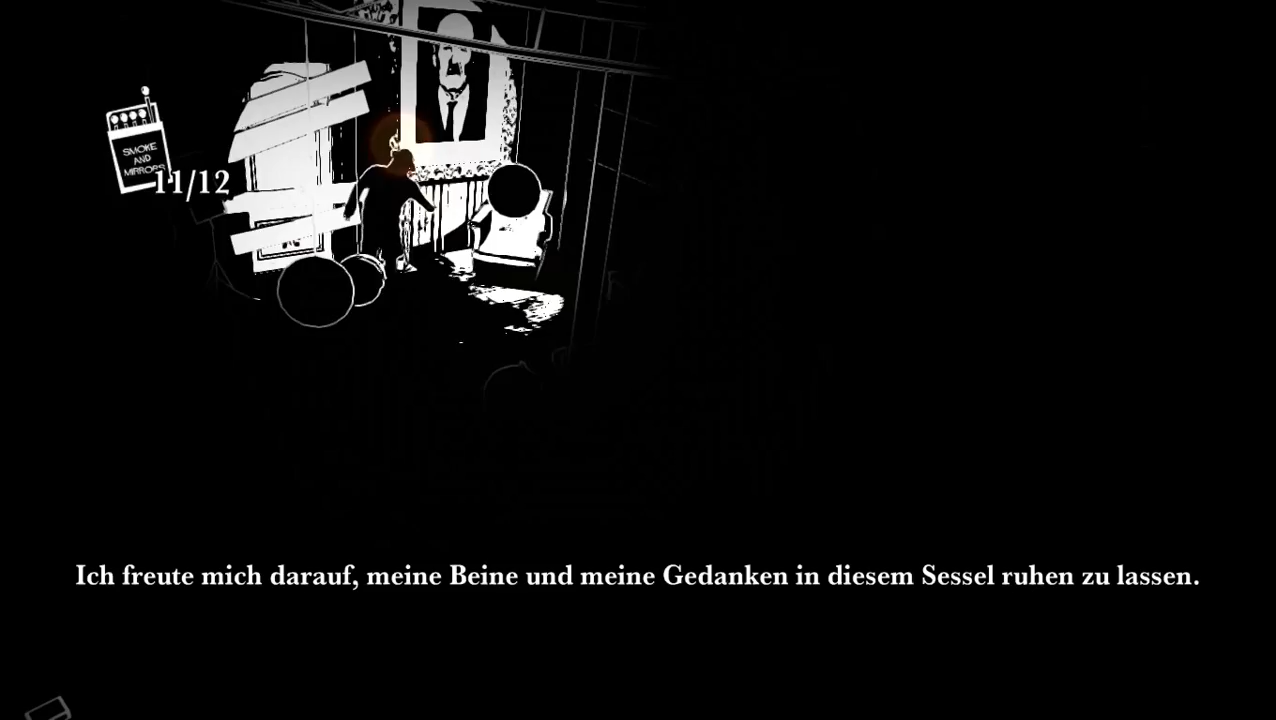 SMOKE
AND
MIRRORS
11/12
Ich freute mich darauf, meine Beine und meine Gedanken in diesem Sessel ruhen zu lassen.